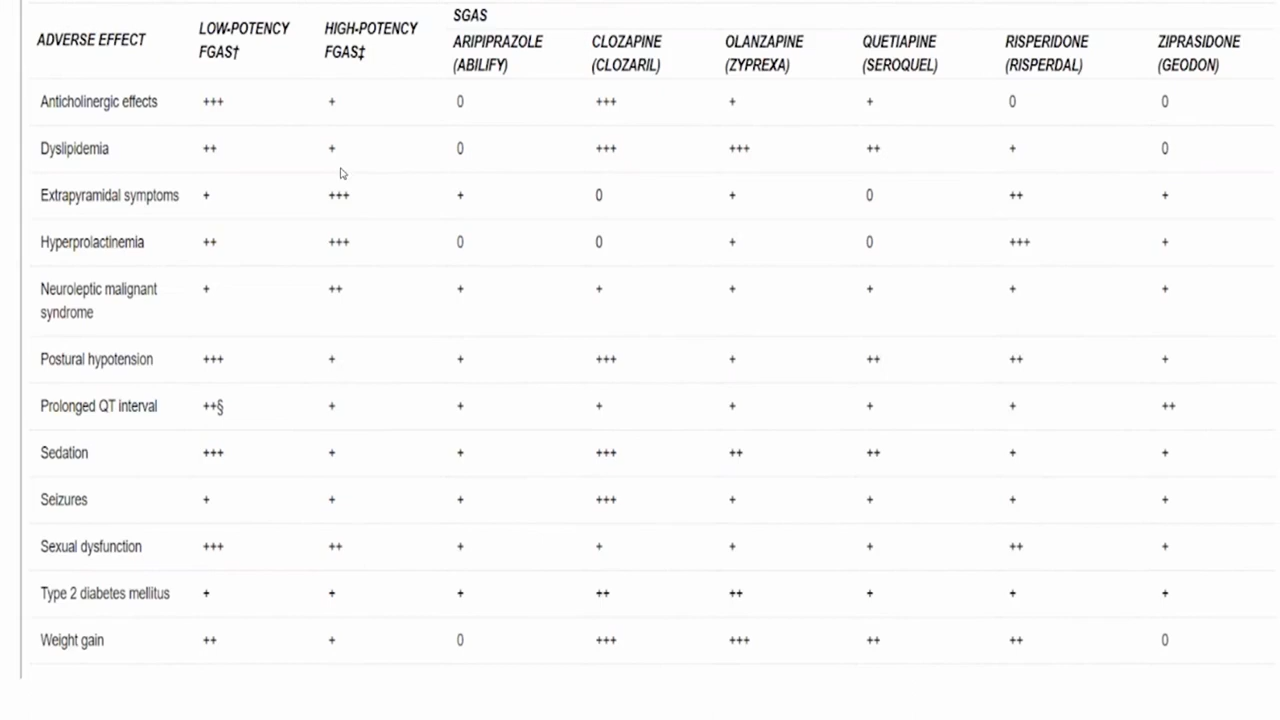 SGAS
ADVERSE EFFECT LOW-POTENCY FGAS† HIGH-POTENCY FGAS‡ ARIPIPRAZOLE (ABILIFY) CLOZAPINE (CLOZARIL) OLANZAPINE (ZYPREXA) QUETIAPINE (SEROQUEL) RISPERIDONE (RISPERDAL) ZIPRASIDONE (GEODON)
Anticholinergic effects +++ + 0 +++ + + 0 0
Dyslipidemia ++ + 0 +++ +++ ++ + 0
Extrapyramidal symptoms + +++ + 0 + 0 ++ +
Hyperprolactinemia ++ +++ 0 0 + 0 +++ +
Neuroleptic malignant syndrome + ++ + + + + + +
Postural hypotension +++ + + +++ + ++ ++ +
Prolonged QT interval ++§ + + + + + + ++
Sedation +++ + + +++ ++ ++ + +
Seizures + + + +++ + + + +
Sexual dysfunction +++ ++ + + + + ++ +
Type 2 diabetes mellitus + + + ++ ++ + + +
Weight gain ++ + 0 +++ +++ ++ ++ 0